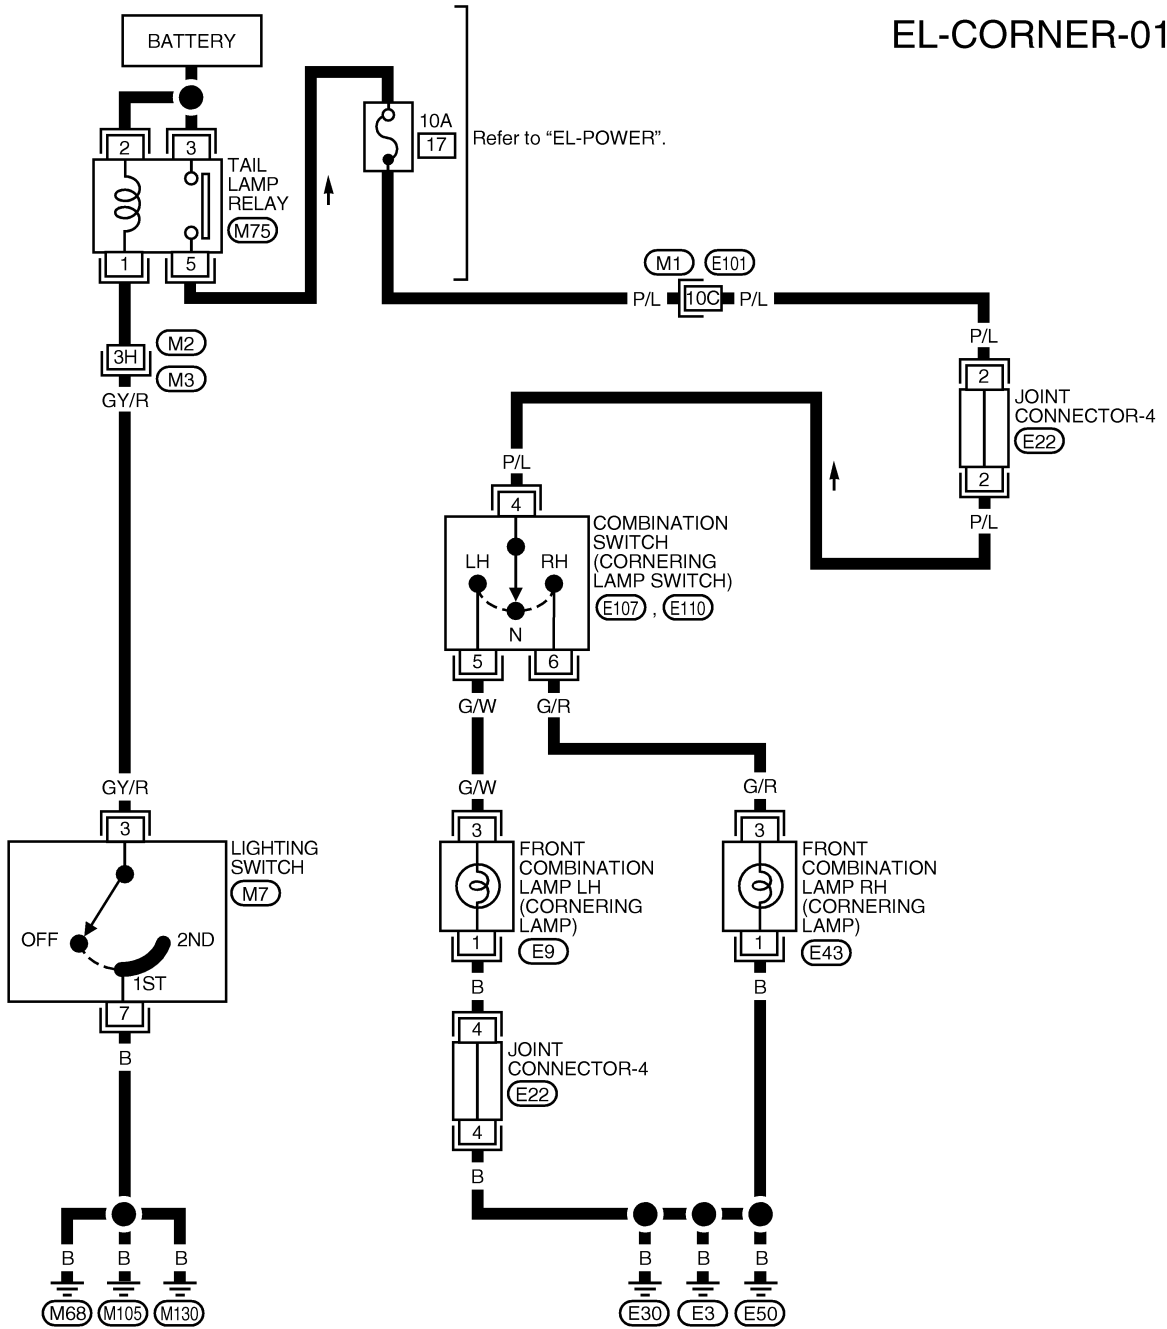 EL-CORNER-01
BATTERY
10A
17
Refer to “EL-POWER”.
2
3
TAIL
LAMP
RELAY
M75
1
5
M1
E101
P/L
10C
P/L
3H
M2
M3
GY/R
P/L
2
JOINT
CONNECTOR-4
E22
2
P/L
P/L
4
COMBINATION
SWITCH
(CORNERING
LAMP SWITCH)
E107 , E110
LH
RH
N
5
6
G/W
G/R
GY/R
G/W
G/R
3
LIGHTING
SWITCH
M7
OFF
2ND
1ST
7
B
3
FRONT
COMBINATION
LAMP LH
(CORNERING
LAMP)
E9
1
B
3
FRONT
COMBINATION
LAMP RH
(CORNERING
LAMP)
E43
1
B
4
JOINT
CONNECTOR-4
E22
4
B
B
B
B
B
B
B
M68
M105
M130
E30
E3
E50